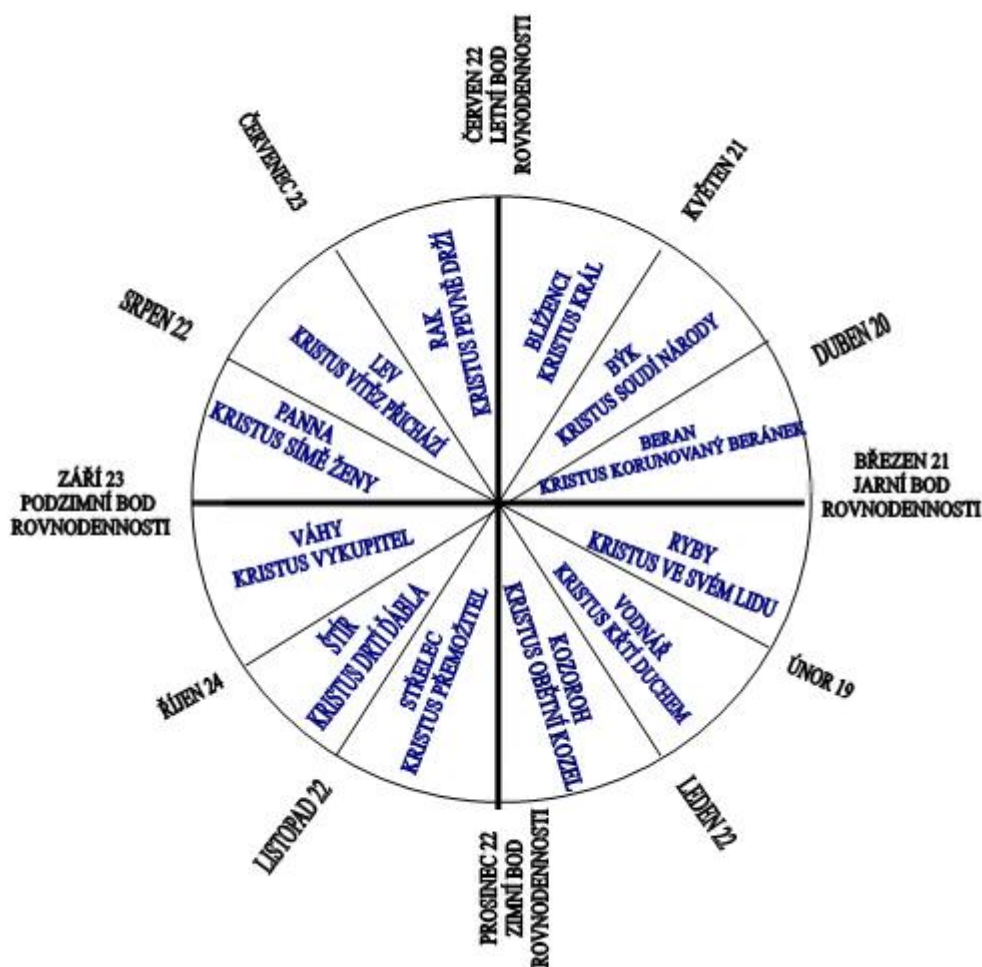 ČERVEN 22
LETNÍ BOD
ROVNODENNOSTI
KVĚTEN 21
DUBEN 20
BŘEZEN 21
JARNÍ BOD
ROVNODENNOSTI
ÚNOR 19
LEDEN 22
PROSINEC 22
ZIMNÍ BOD
ROVNODENNOSTI
LISTOPAD 22
ŘÍJEN 24
ZÁŘÍ 23
PODZIMNÍ BOD
ROVNODENNOSTI
SRPEN 22
ČERVENEC 23
BLÍŽENCI
KRISTUS KRÁL
BÝK
KRISTUS SOUDÍ NÁRODY
BERAN
KRISTUS KORUNOVANÝ BERÁNEK
RYBY
KRISTUS VE SVÉM LIDU
VODNÁŘ
KRISTUS KŘTÍ DUCHEM
KOZOROH
KRISTUS OBĚTNÍ KOZEL
STŘELEC
KRISTUS PŘEMOŽITEL
ŠTÍR
KRISTUS DRTÍ ĎÁBLA
VÁHY
KRISTUS VYKUPITEL
PANNA
KRISTUS SÍMĚ ŽENY
LEV
KRISTUS VÍTĚZ PŘICHÁZÍ
RAK
KRISTUS PEVNĚ DRŽÍ